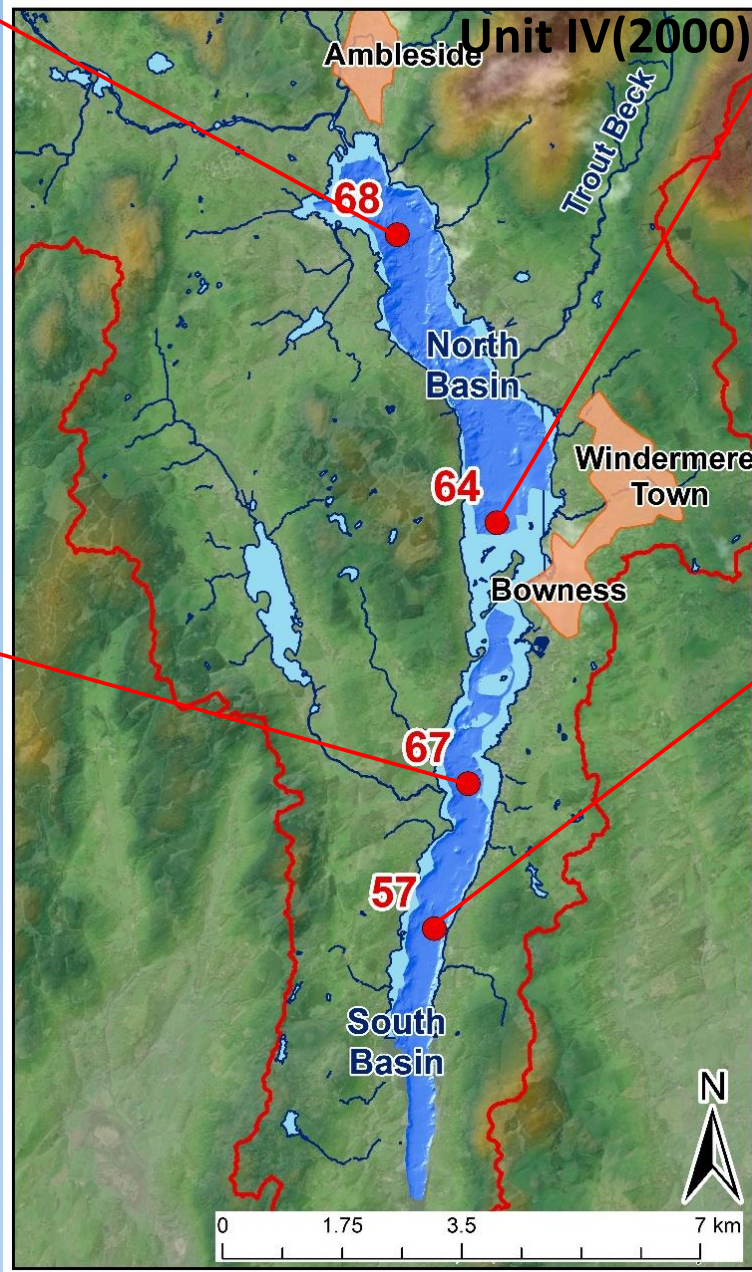 Unit IV(2000)
Ambleside
Trout Beck
68
North
Basin
Windermere
Town
64
Bowness
67
57
South
Basin
N
0 1.75 3.5 7 km